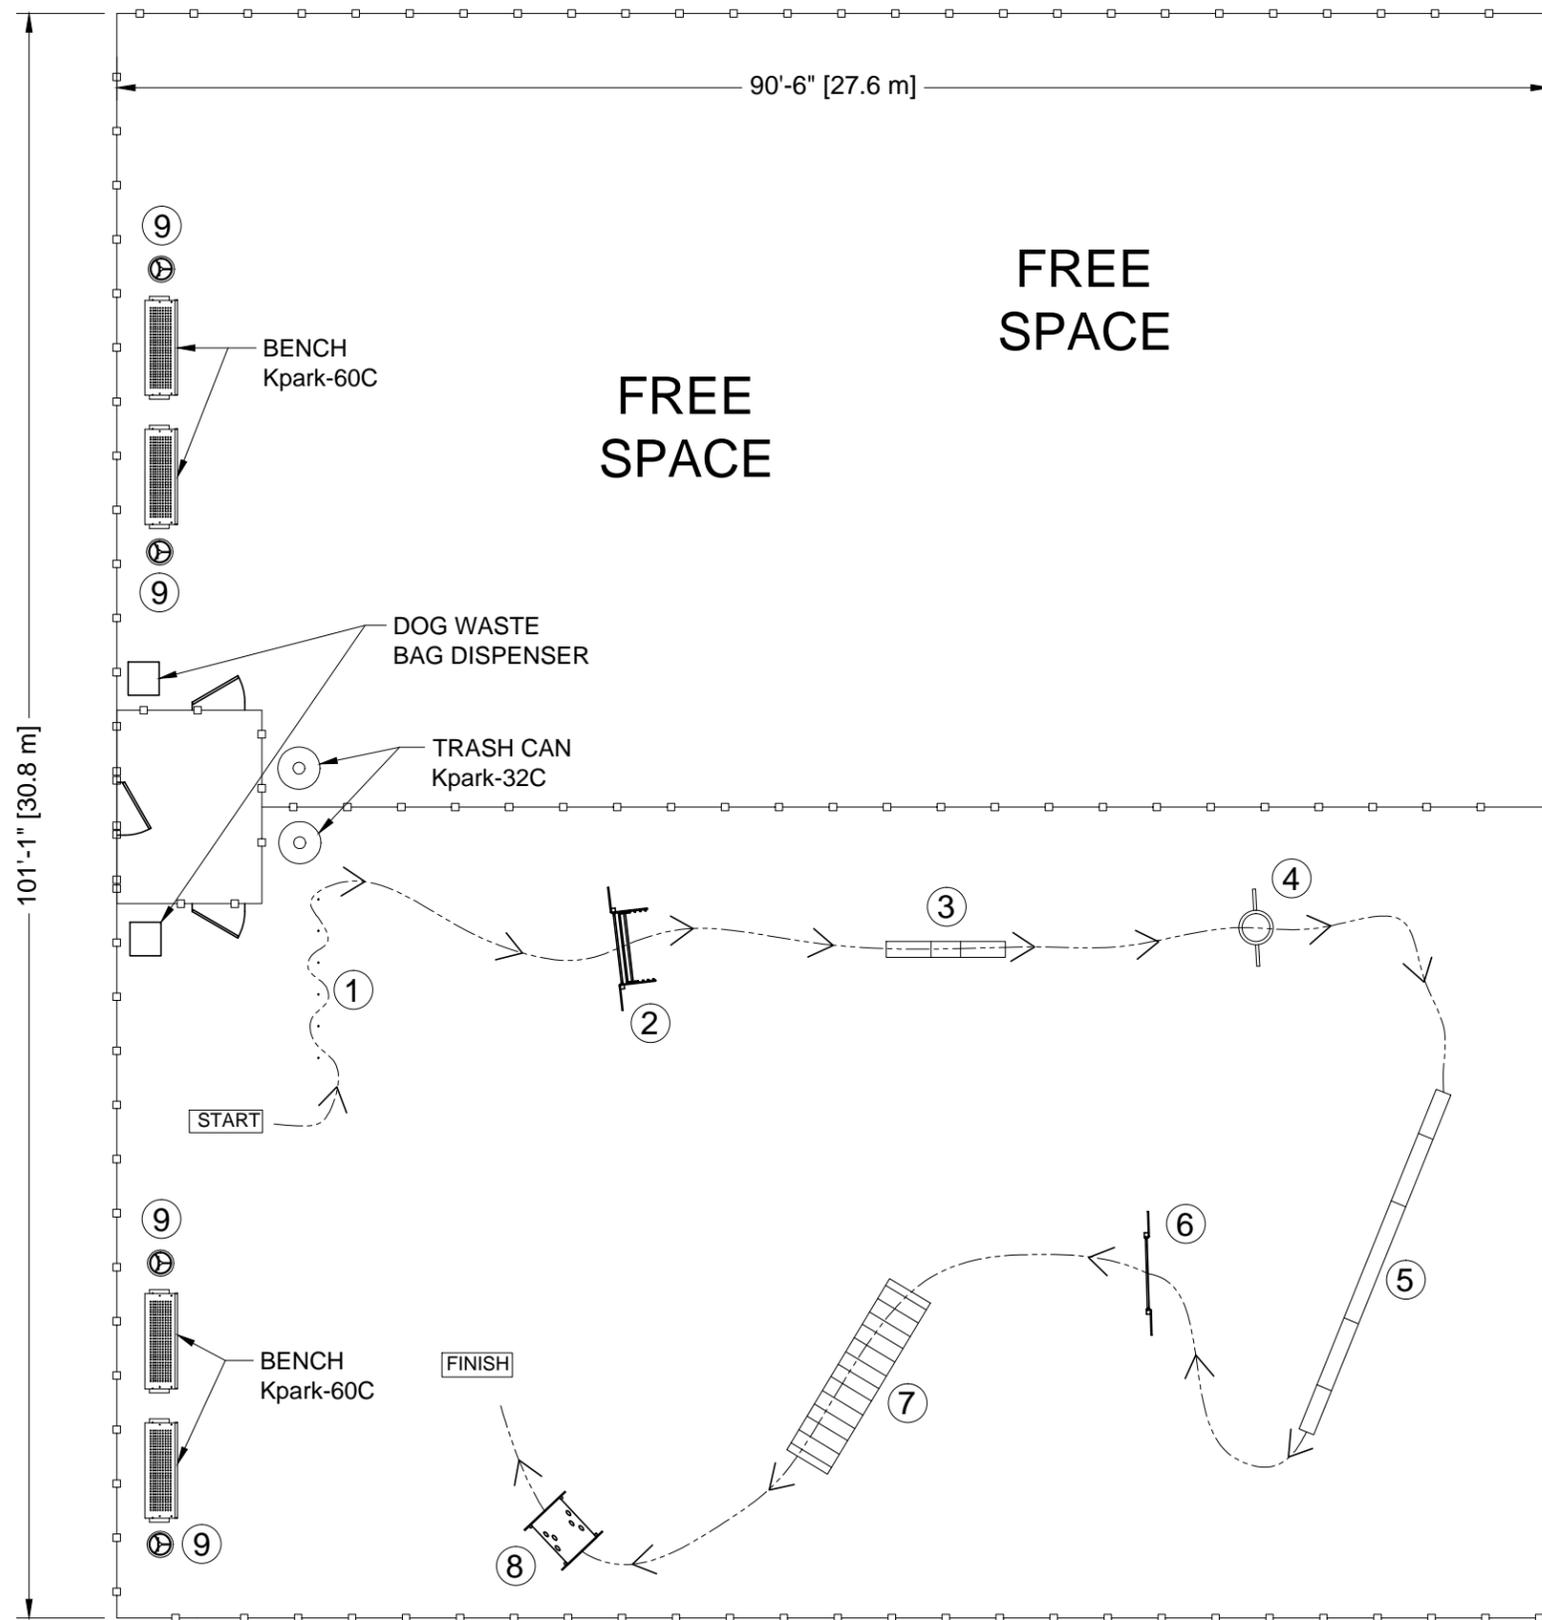 90'-6" [27.6 m]
9
FREE
SPACE
BENCH
Kpark-60C
FREE
SPACE
9
DOG WASTE
BAG DISPENSER
101'-1" [30.8 m]
TRASH CAN
Kpark-32C
4
3
1
2
START
9
6
5
BENCH
Kpark-60C
FINISH
7
9
8